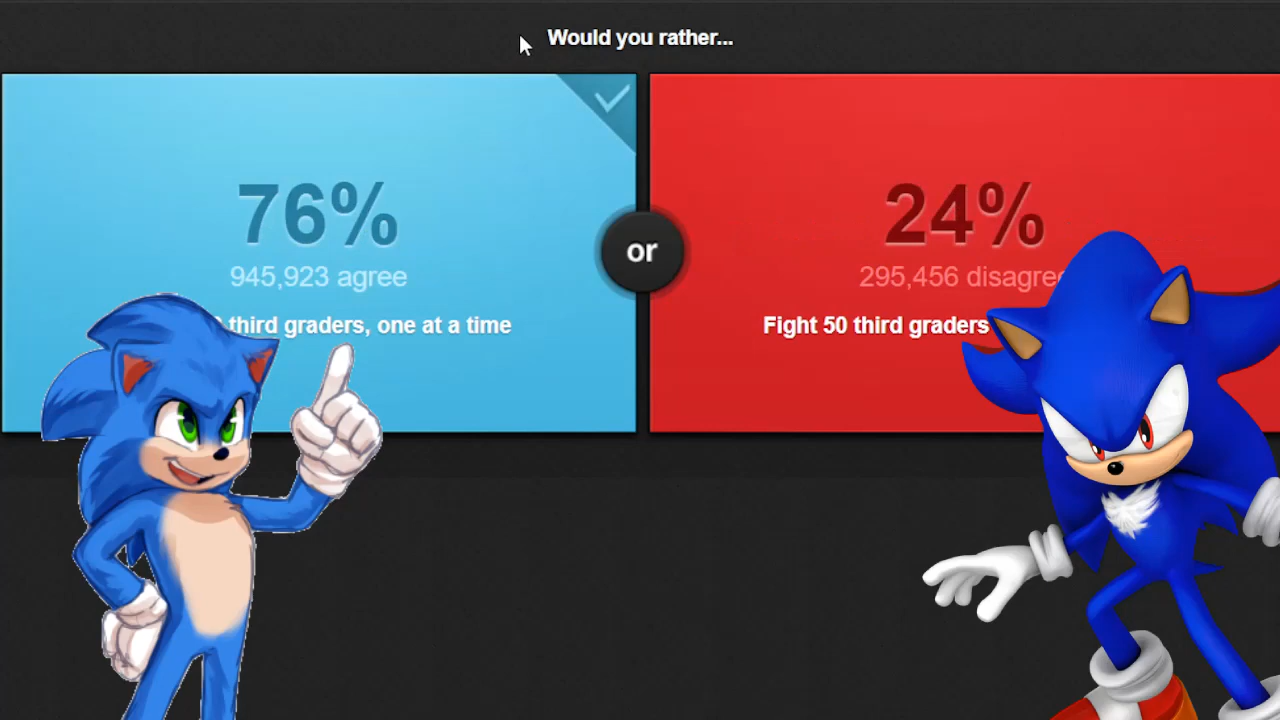 Would you rather...
76%
945,923 agree
third graders, one at a time
or
24%
295,456 disagree
Fight 50 third graders